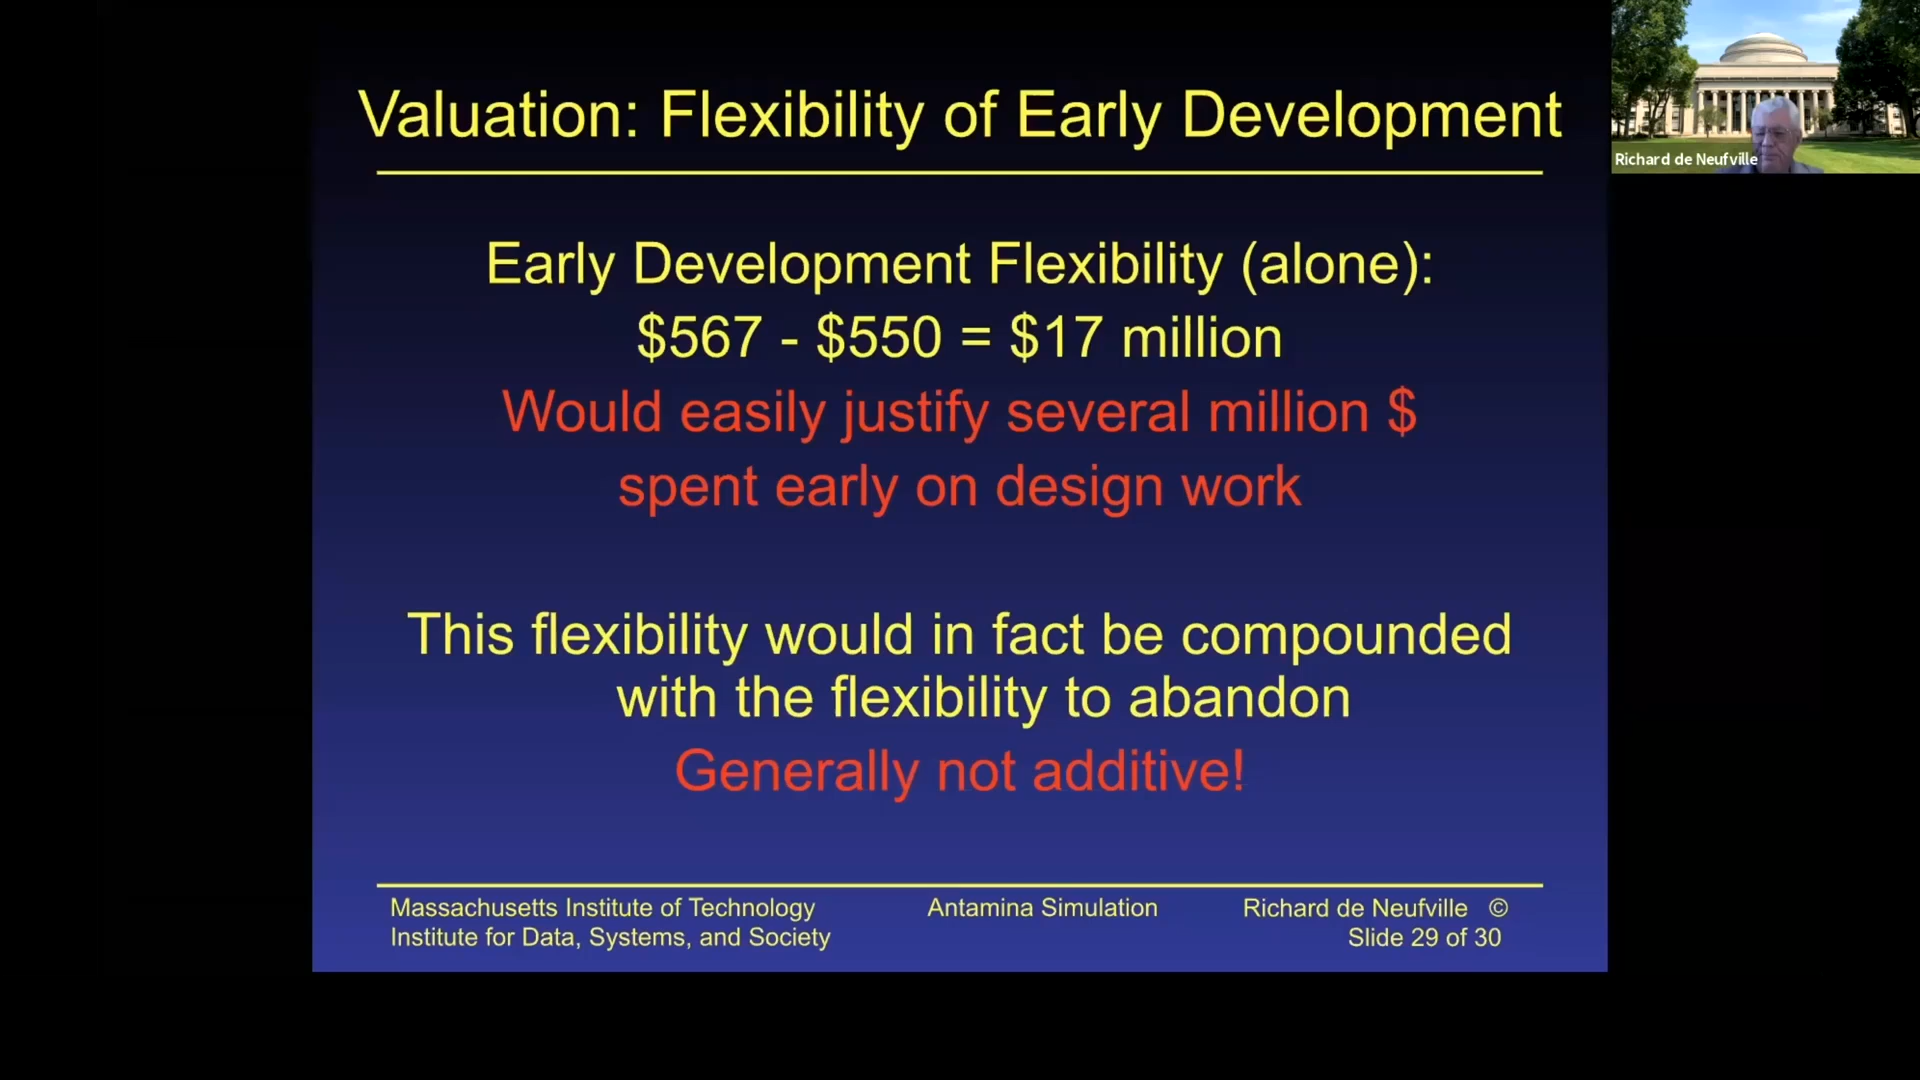 Valuation: Flexibility of Early Development
Richard de Neufville
Early Development Flexibility (alone):
$567 - $550 = $17 million
Would easily justify several million $
spent early on design work
This flexibility would in fact be compounded
with the flexibility to abandon
Generally not additive!
Massachusetts Institute of Technology
Institute for Data, Systems, and Society
Antamina Simulation
Richard de Neufville ©
Slide 29 of 30